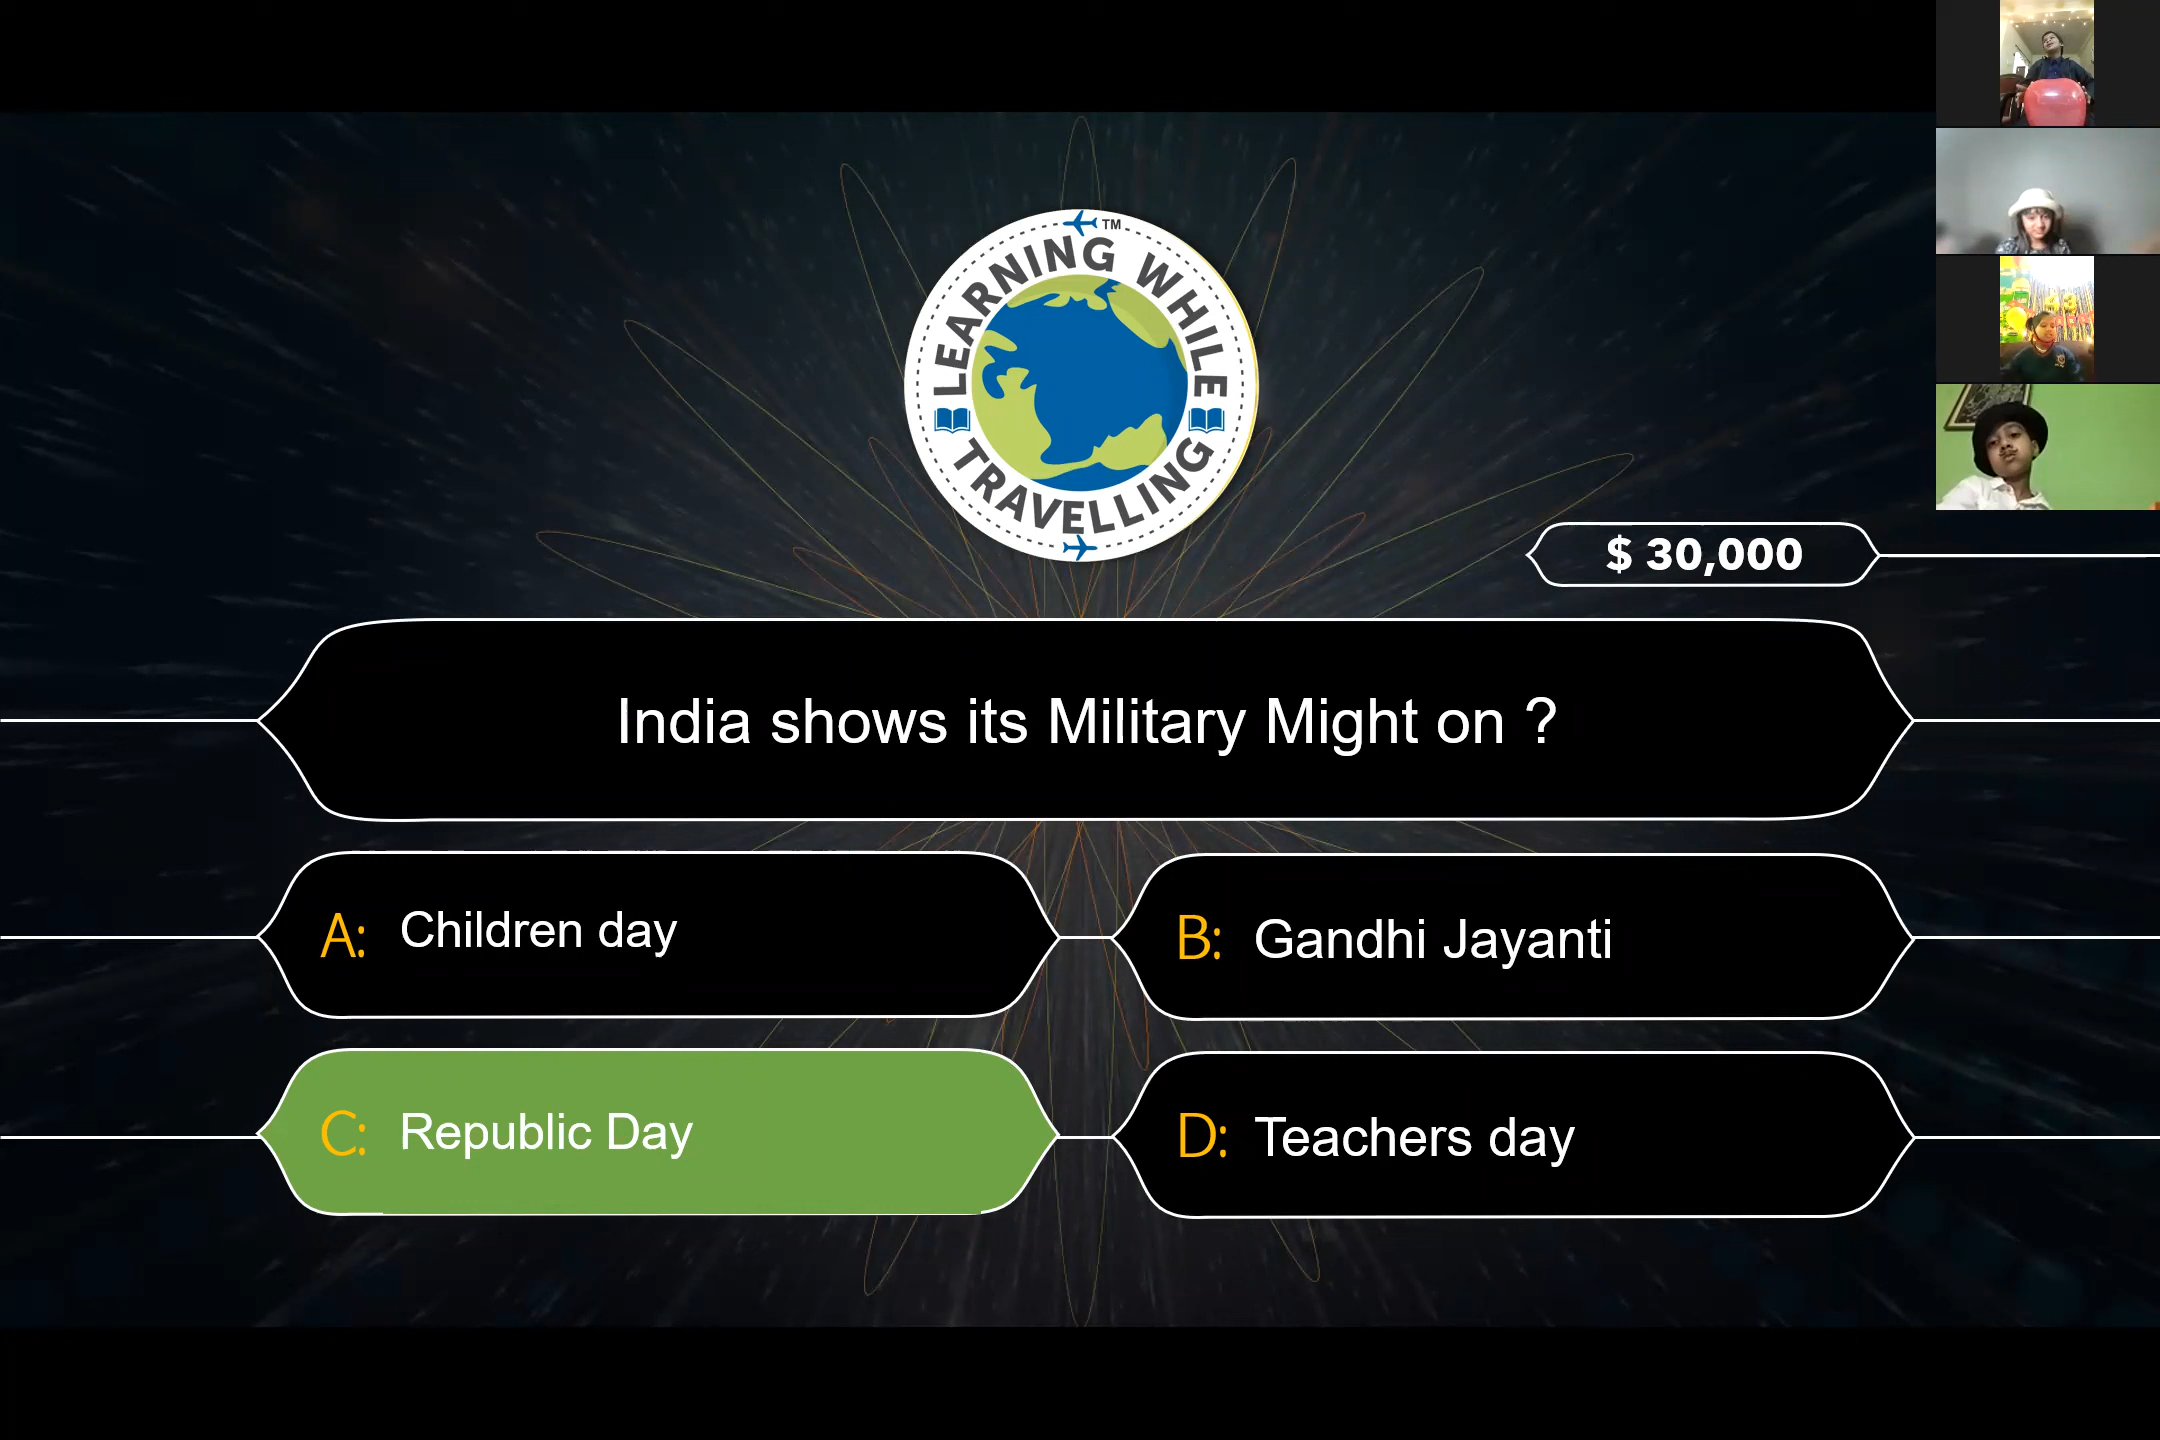 LEARNING WHILE
TM
TRAVELLING
$ 30,000
India shows its Military Might on ?
A: Children day
B: Gandhi Jayanti
C: Republic Day
D: Teachers day